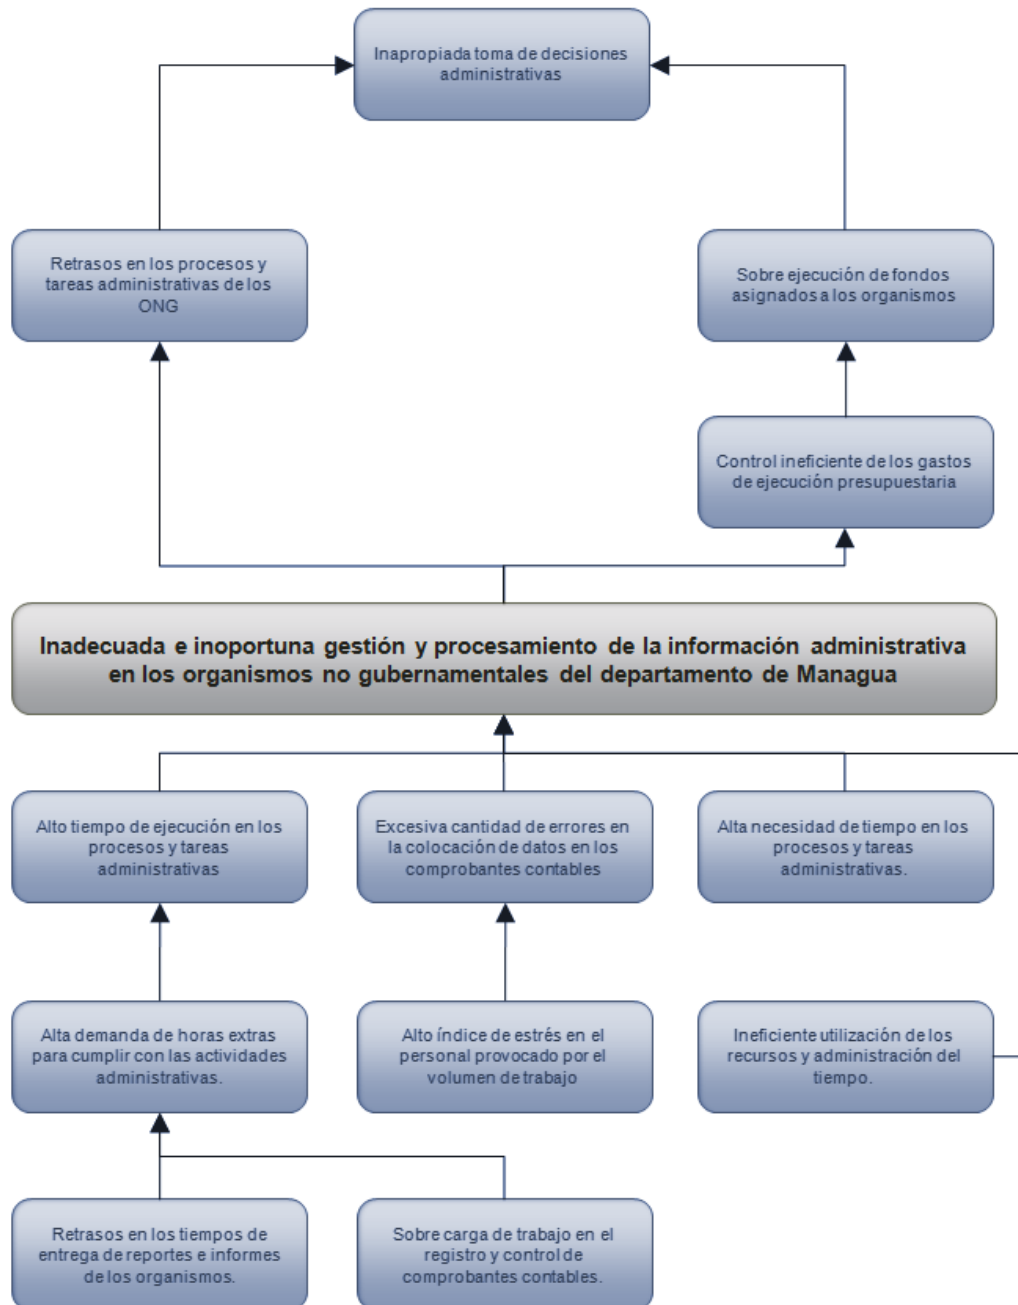 Inapropiada toma de decisiones
administrativas
Retrasos en los procesos y
tareas administrativas de los
ONG
Sobre ejecución de fondos
asignados a los organismos
Control ineficiente de los gastos
de ejecución presupuestaria
Inadecuada e inoportuna gestión y procesamiento de la información administrativa
en los organismos no gubernamentales del departamento de Managua
Alto tiempo de ejecución en los
procesos y tareas
administrativas
Excesiva cantidad de errores en
la colocación de datos en los
comprobantes contables
Alta necesidad de tiempo en los
procesos y tareas
administrativas.
Alta demanda de horas extras
para cumplir con las actividades
administrativas.
Alto índice de estrés en el
personal provocado por el
volumen de trabajo
Ineficiente utilización de los
recursos y administración del
tiempo.
Retrasos en los tiempos de
entrega de reportes e informes
de los organismos.
Sobre carga de trabajo en el
registro y control de
comprobantes contables.